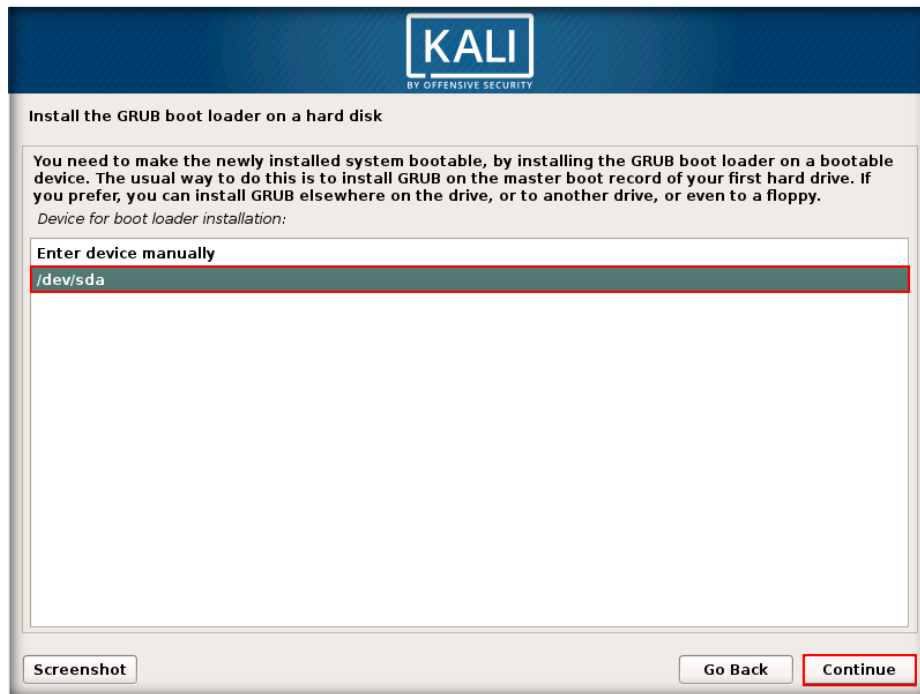 KALI
BY OFFENSIVE SECURITY
Install the GRUB boot loader on a hard disk
You need to make the newly installed system bootable, by installing the GRUB boot loader on a bootable
device. The usual way to do this is to install GRUB on the master boot record of your first hard drive. If
you prefer, you can install GRUB elsewhere on the drive, or to another drive, or even to a floppy.
Device for boot loader installation:
Enter device manually
/dev/sda
Screenshot
Go Back
Continue